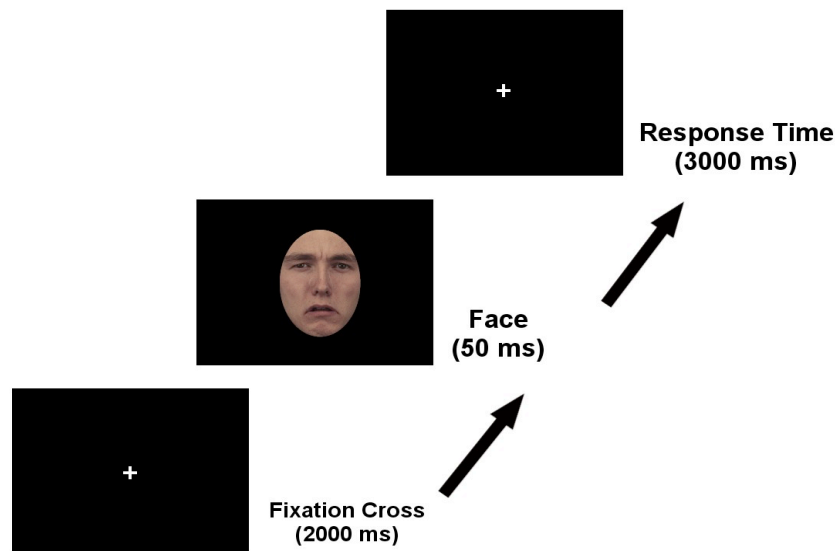 Response Time
(3000 ms)
Face
(50 ms)
Fixation Cross
(2000 ms)